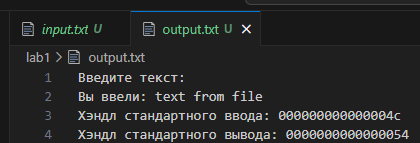 input.txt U
output.txt U
lab1 > output.txt
1 Введите текст:
2 Вы ввели: text from file
3 Хэндл стандартного ввода: 000000000000004c
4 Хэндл стандартного вывода: 0000000000000054